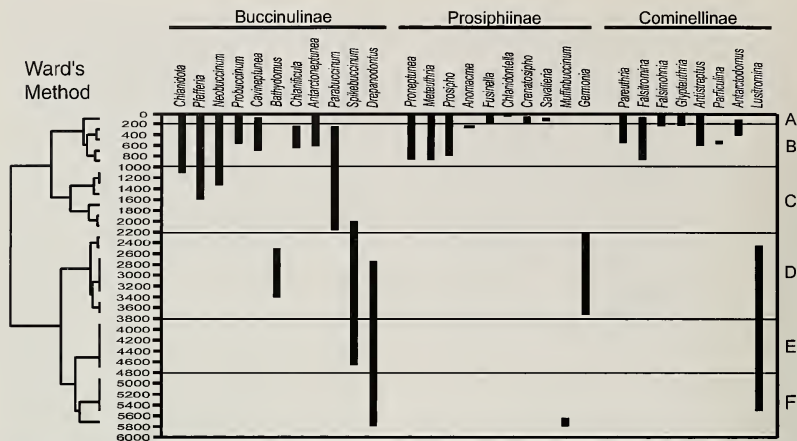 Buccinulinae
Prosiphiinae
Cominellinae
Ward's
Method
Chlanidota
Pfefferia
Neobuccinum
Probuccinum
Cavineptunea
Bathydomus
Chlanificula
Antarctoneptunea
Parabuccinum
Spikebuccinum
Drepanodontus
Proneptunea
Meteuthria
Prosipho
Anomacme
Fusinella
Chlanidoniella
Crenatosipho
Savatieria
Muffinbuccinum
Germonia
Pareuthria
Falsitromina
Falsimohnia
Glypteuthria
Antistreptus
Parficulina
Antarctodomus
Lusitromina
0
200
400
600
800
1000
1200
1400
1600
1800
2000
2200
2400
2600
2800
3000
3200
3400
3600
3800
4000
4200
4400
4600
4800
5000
5200
5400
5600
5800
6000
A
B
C
D
E
F